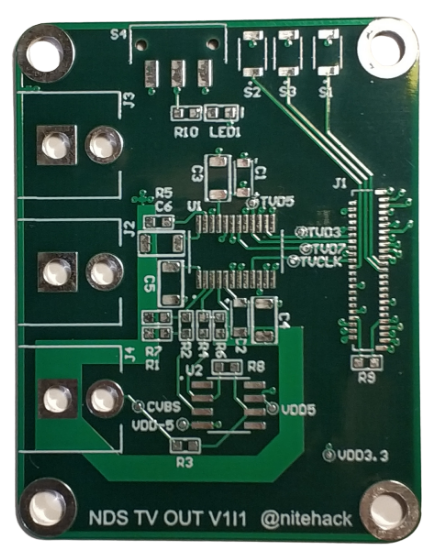 S4
S2
S3
S1
J3
R10 LED1
C3
C1
J1
R5
C6
U1
TVD5
J2
TVD3
TVD7
TVCLK
C5
C2
C4
R7
R1
R2
R4
R6
J4
U2
R8
R9
CVBS
VDD5
VDD-5
R3
VDD3.3
NDS TV OUT V1I1 @nitehack